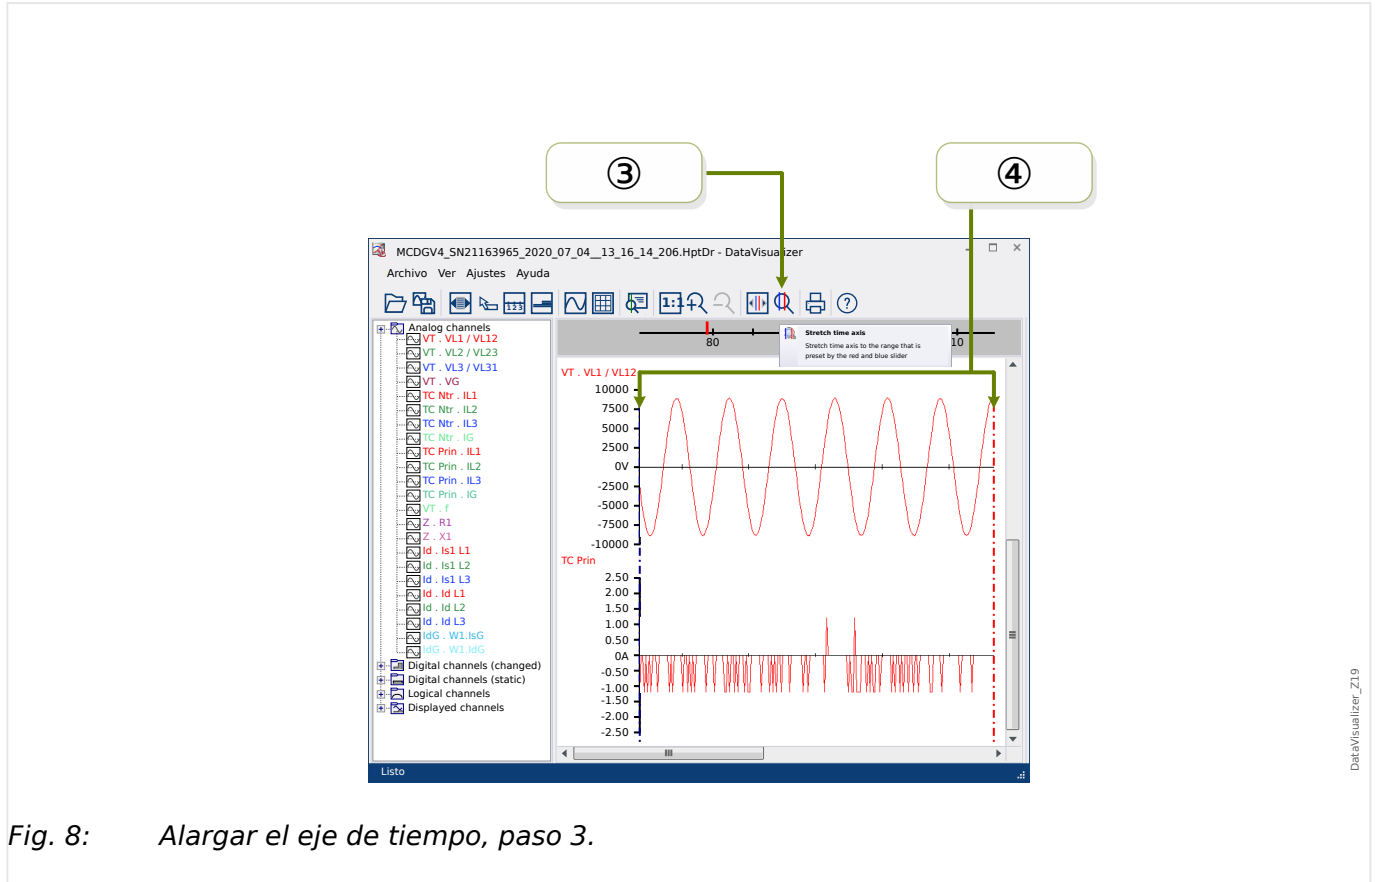 ③
④
MCDGV4_SN21163965_2020_07_04__13_16_14_206.HptDr - DataVisualizer
Archivo Ver Ajustes Ayuda
123
1:1
?
Analog channels
VT . VL1 / VL12
VT . VL2 / VL23
VT . VL3 / VL31
VT . VG
TC Ntr . IL1
TC Ntr . IL2
TC Ntr . IL3
TC Ntr . IG
TC Prin . IL1
TC Prin . IL2
TC Prin . IL3
TC Prin . IG
VT . f
Z . R1
Z . X1
Id . Is1 L1
Id . Is1 L2
Id . Is1 L3
Id . Id L1
Id . Id L2
Id . Id L3
IdG . W1.IsG
IdG . W1.IdG
Digital channels (changed)
Digital channels (static)
Logical channels
Displayed channels
80
10
Stretch time axis
Stretch time axis to the range that is
preset by the red and blue slider
VT . VL1 / VL12
10000
7500
5000
2500
0V
-2500
-5000
-7500
-10000
TC Prin
2.50
2.00
1.50
1.00
0.50
0A
-0.50
-1.00
-1.50
-2.00
-2.50
Listo
DataVisualizer_Z19
Fig. 8: Alargar el eje de tiempo, paso 3.